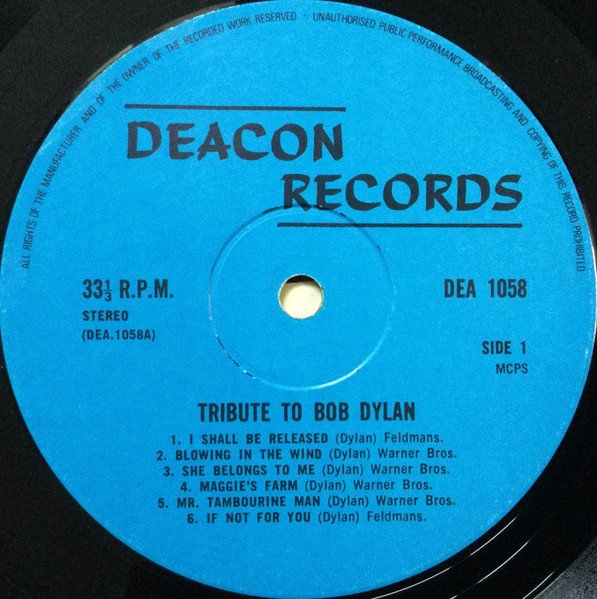 ALL RIGHTS OF THE MANUFACTURER AND OF THE OWNER OF THE RECORDED WORK RESERVED · UNAUTHORISED PUBLIC PERFORMANCE BROADCASTING AND COPYING OF THIS RECORD PROHIBITED
DEACON
RECORDS
33⅓ R.P.M.
DEA 1058
STEREO
(DEA.1058A)
SIDE 1
MCPS
TRIBUTE TO BOB DYLAN
1. I SHALL BE RELEASED (Dylan) Feldmans.
2. BLOWING IN THE WIND (Dylan) Warner Bros.
3. SHE BELONGS TO ME (Dylan) Warner Bros.
4. MAGGIE'S FARM (Dylan) Warner Bros.
5. MR. TAMBOURINE MAN (Dylan) Warner Bros.
6. IF NOT FOR YOU (Dylan) Feldmans.